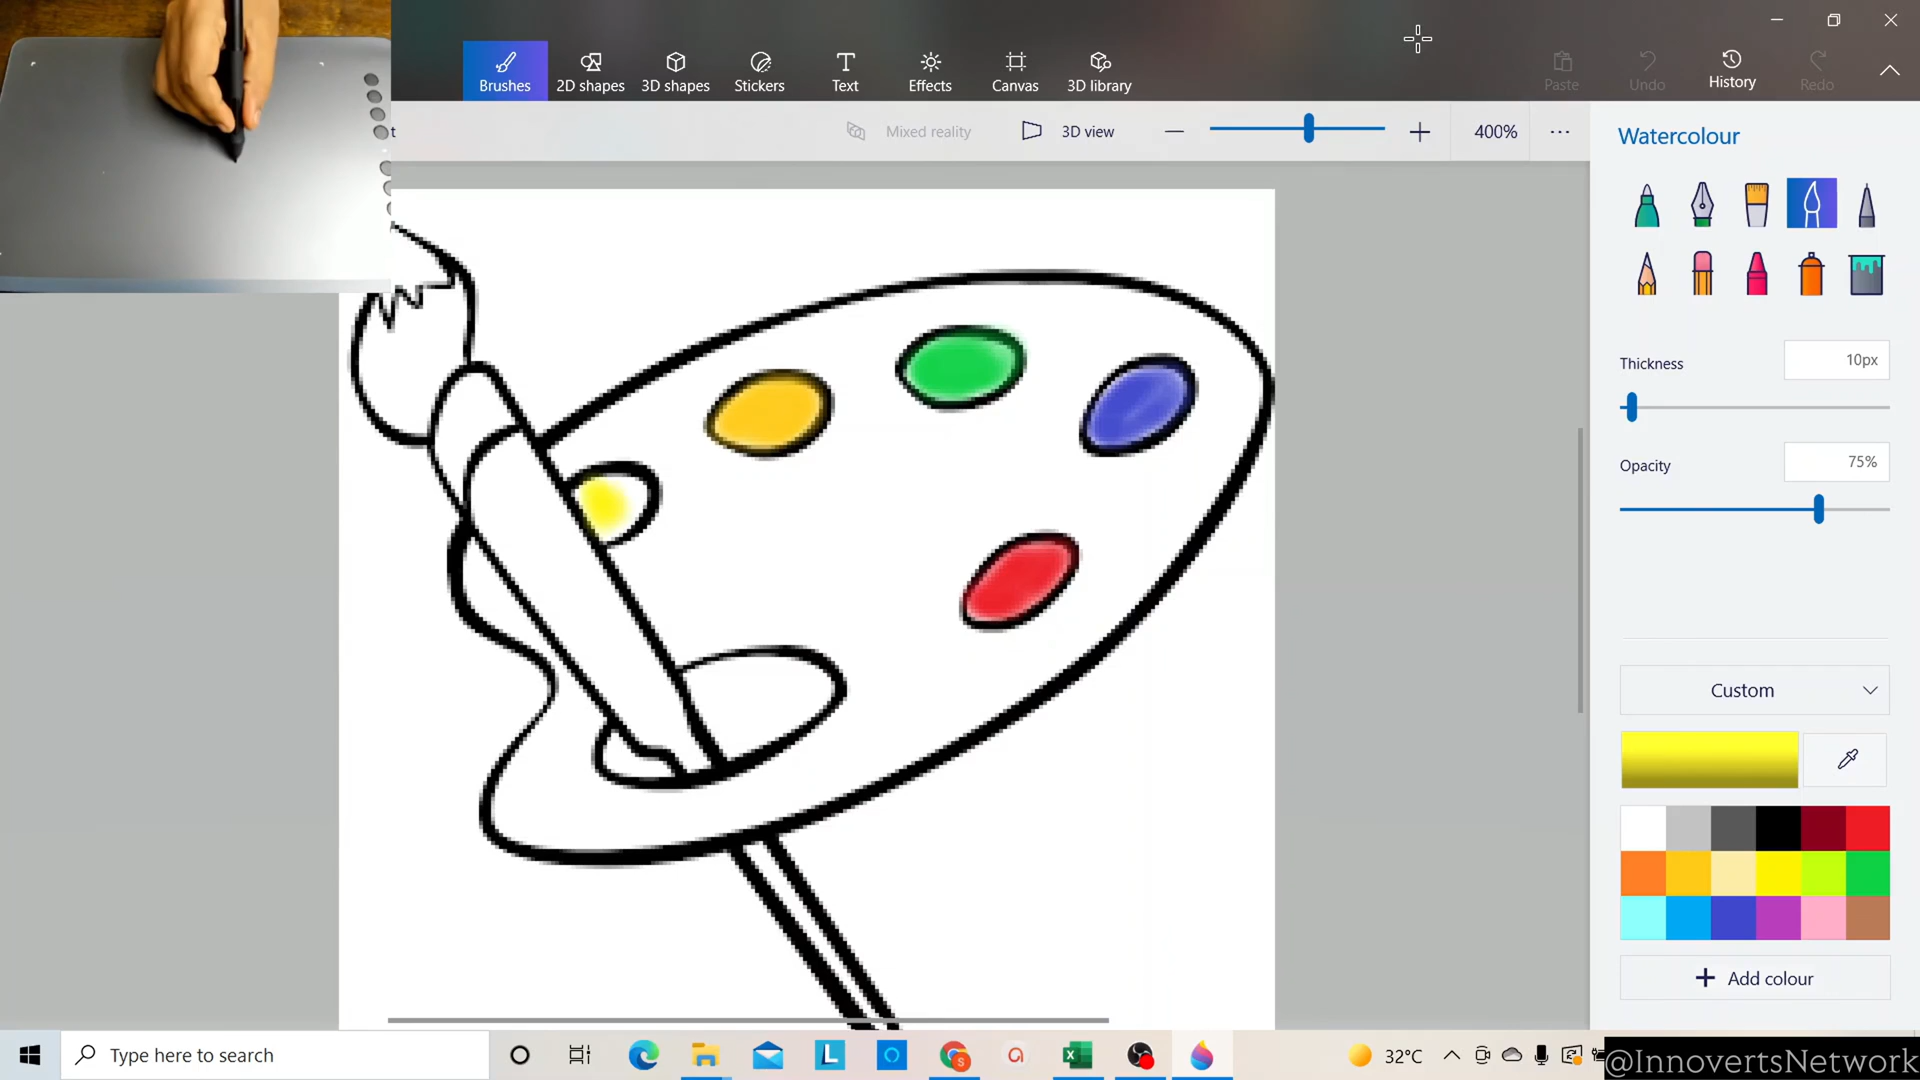 Brushes
2D shapes
3D shapes
Stickers
Text
Effects
Canvas
3D library
Paste
Undo
History
Redo
t
Mixed reality
3D view
400%
Watercolour
Thickness
10px
Opacity
75%
Custom
Add colour
Type here to search
32°C
@InnovertsNetwork